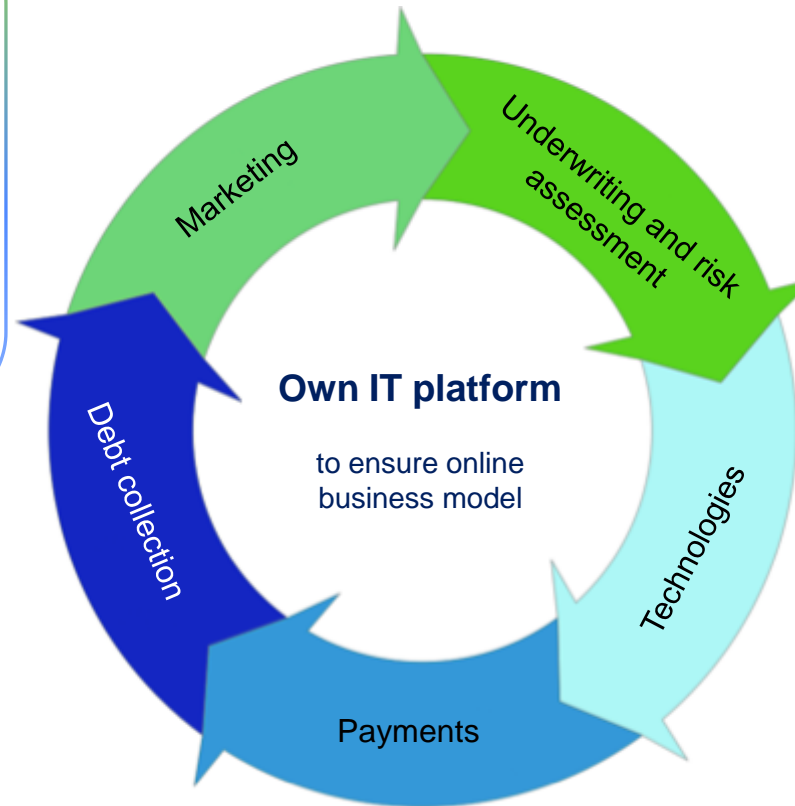 Marketing
Underwriting and risk
assessment
Own IT platform
to ensure online
business model
Debt collection
Technologies
Payments